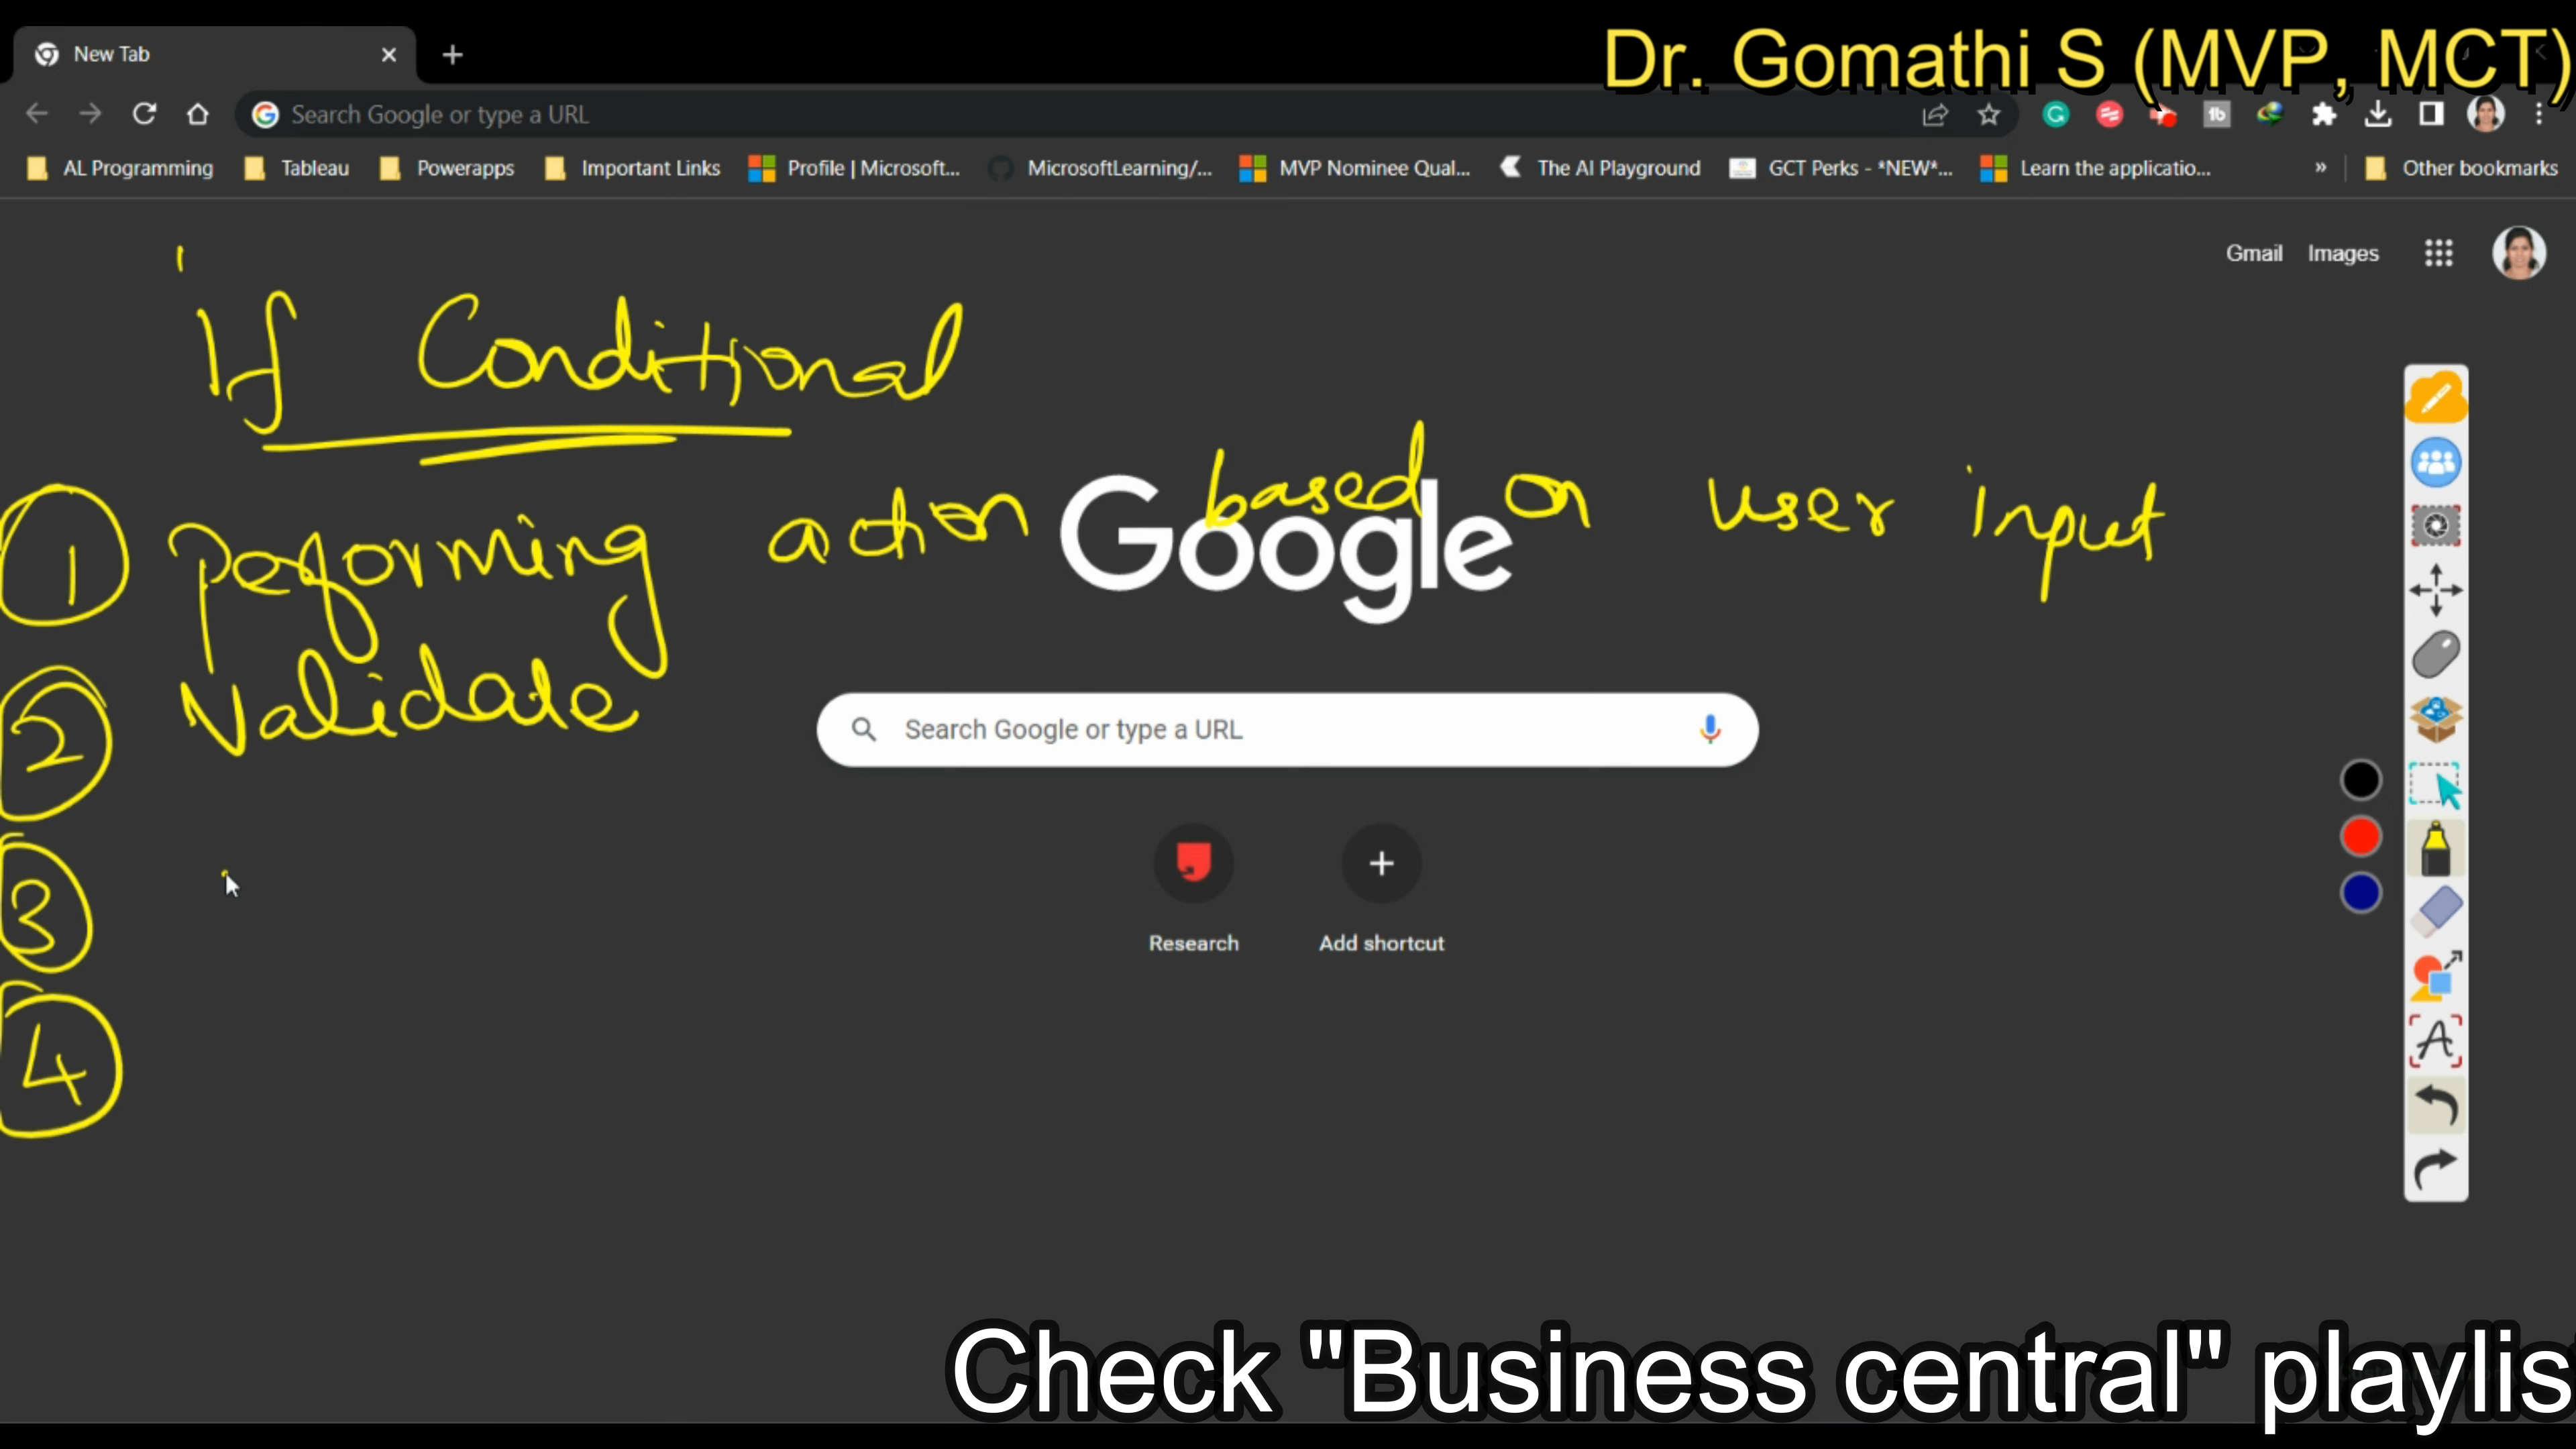 New Tab
Dr. Gomathi S (MVP, MCT)
Search Google or type a URL
AL Programming Tableau Powerapps Important Links Profile | Microsoft... MicrosoftLearning/... MVP Nominee Qual... The AI Playground GCT Perks - *NEW*... Learn the applicatio... » Other bookmarks
Gmail Images
If Conditional
1 Performing action based on user input
Google
2 Validate
Search Google or type a URL
3
Research Add shortcut
4
Check "Business central" playlis